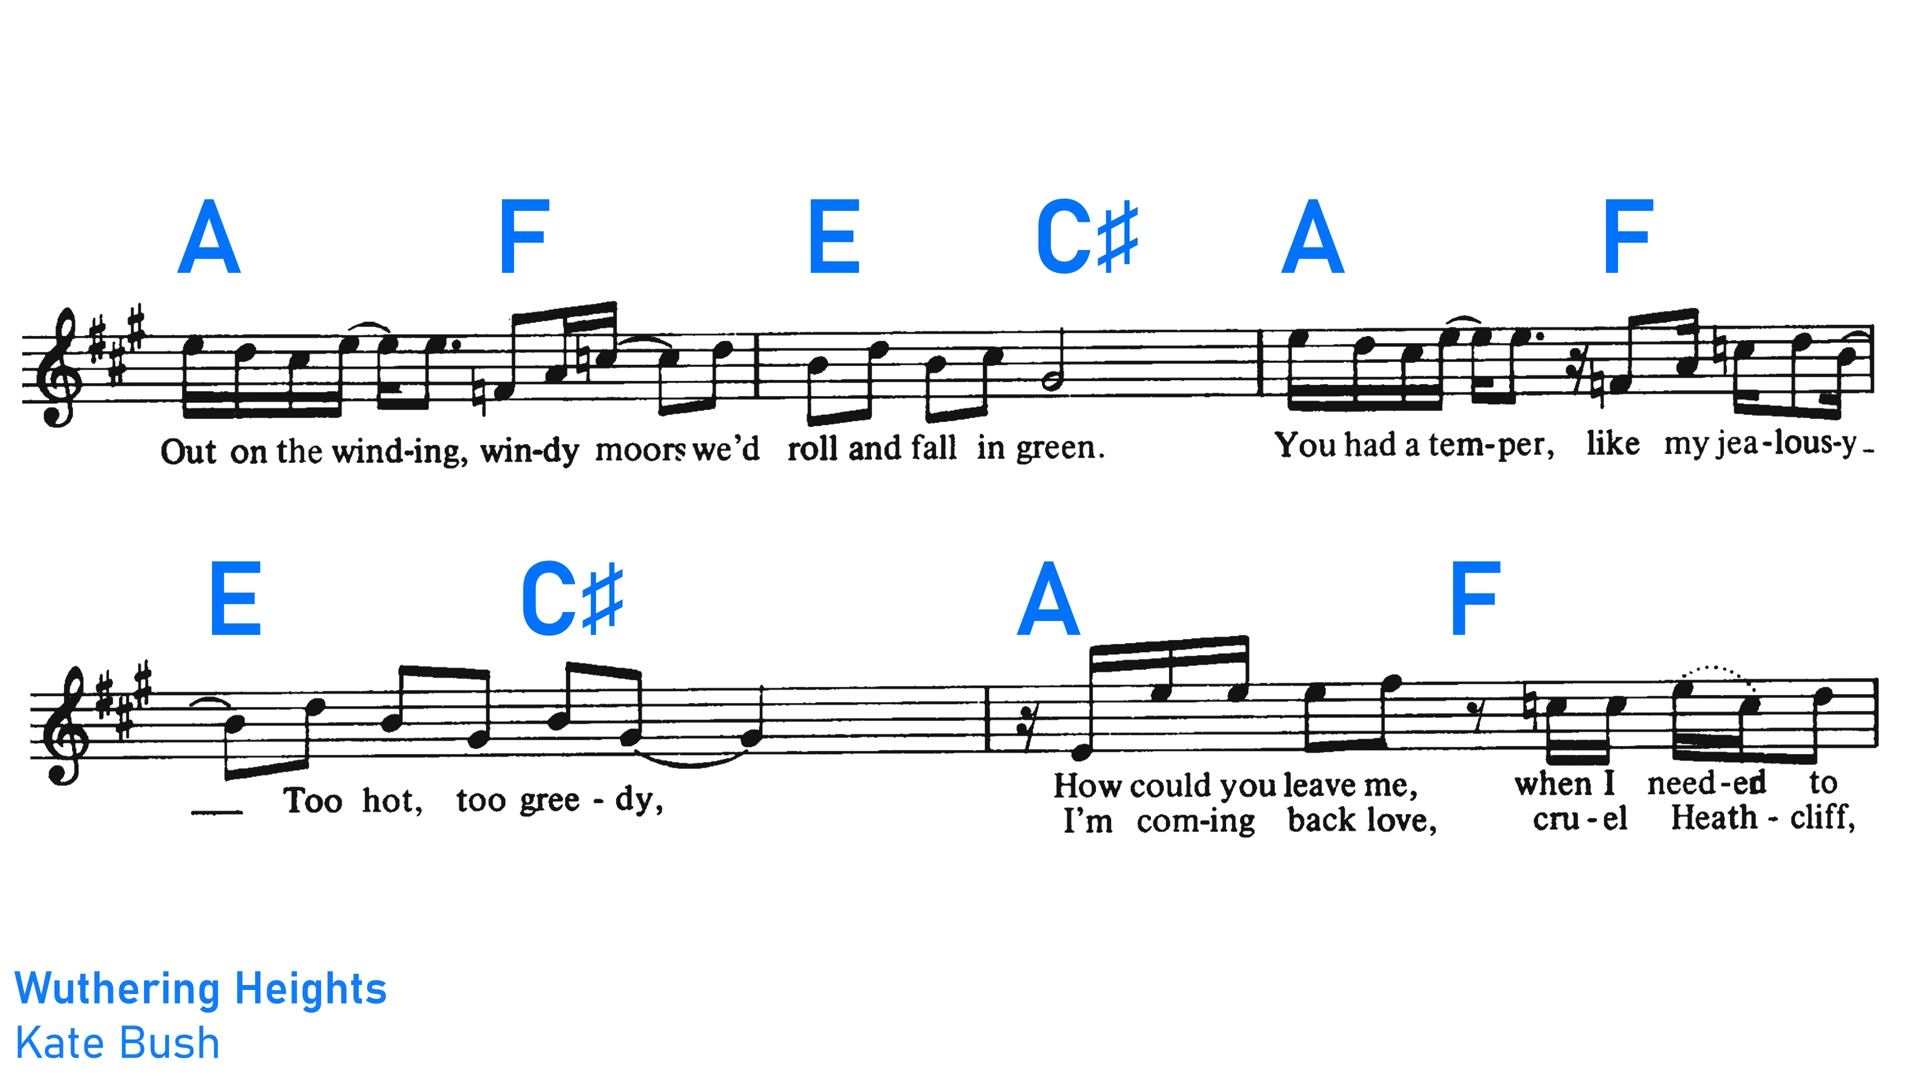 A F E C♯ A F
Out on the wind-ing, win-dy moors we'd roll and fall in green. You had a tem-per, like my jea-lous-y_
E C♯ A F
__ Too hot, too gree - dy, How could you leave me, when I need-ed to
I'm com-ing back love, cru-el Heath - cliff,
Wuthering Heights
Kate Bush